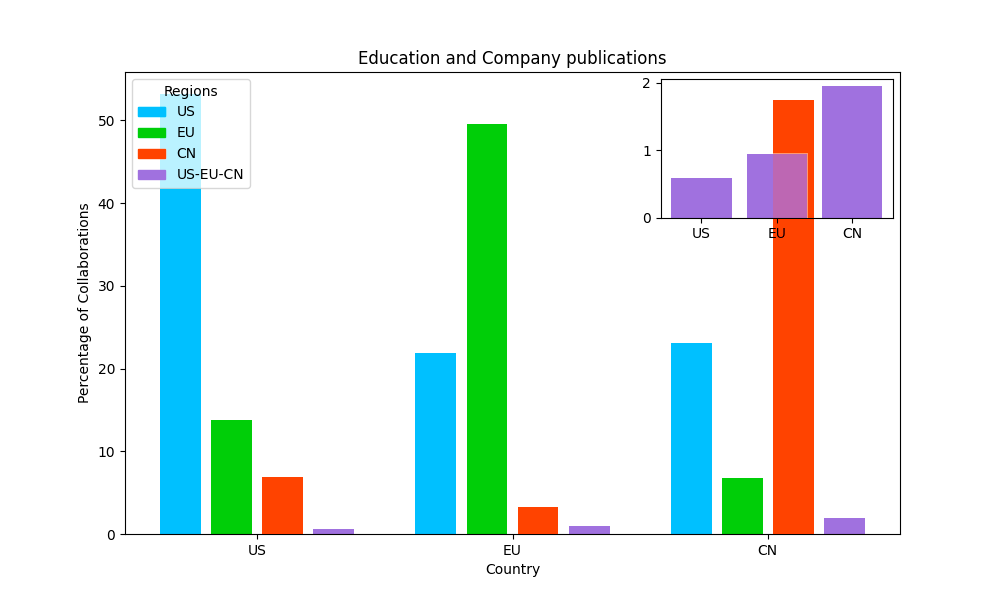 Education and Company publications
Regions
US
EU
CN
US-EU-CN
2
1
0
US EU CN
50
40
30
20
10
0
Percentage of Collaborations
US EU CN
Country